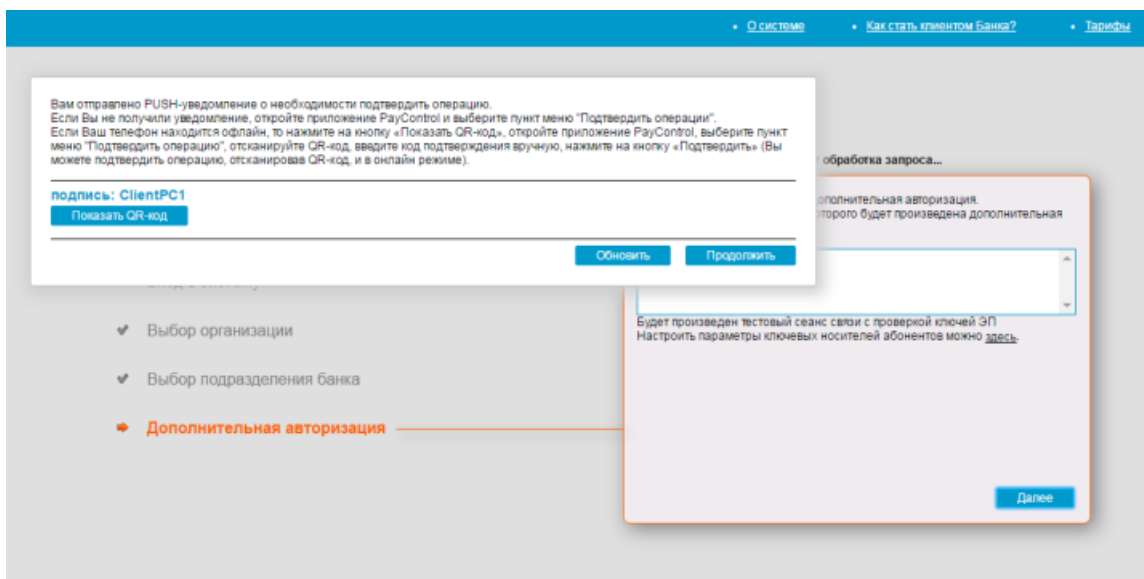 О системе
Как стать клиентом Банка?
Тарифы
Вам отправлено PUSH-уведомление о необходимости подтвердить операцию.
Если Вы не получили уведомление, откройте приложение PayControl и выберите пункт меню "Подтвердить операции".
Если Ваш телефон находится офлайн, то нажмите на кнопку «Показать QR-код», откройте приложение PayControl, выберите пункт
меню "Подтвердить операцию", отсканируйте QR-код, введите код подтверждения вручную, нажмите на кнопку «Подтвердить» (Вы
можете подтвердить операцию, отсканировав QR-код, и в онлайн режиме).
подпись: ClientPC1
Показать QR-код
Обновить
Продолжить
обработка запроса...
авторизация.
будет произведена дополнительная
Будет произведен тестовый сеанс связи с проверкой ключей ЭП
Настроить параметры ключевых носителей абонентов можно здесь.
Выбор организации
Выбор подразделения банка
Дополнительная авторизация
Далее